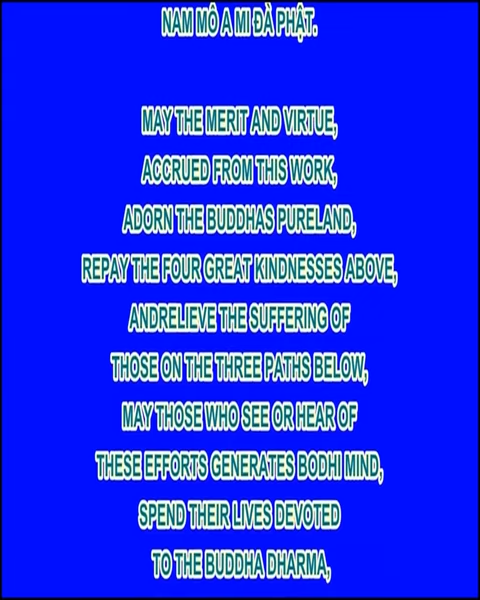 NAM MÔ A MI ĐÀ PHẬT.
MAY THE MERIT AND VIRTUE,
ACCRUED FROM THIS WORK,
ADORN THE BUDDHAS PURELAND,
REPAY THE FOUR GREAT KINDNESSES ABOVE,
ANDRELIEVE THE SUFFERING OF
THOSE ON THE THREE PATHS BELOW,
MAY THOSE WHO SEE OR HEAR OF
THESE EFFORTS GENERATES BODHI MIND,
SPEND THEIR LIVES DEVOTED
TO THE BUDDHA DHARMA,